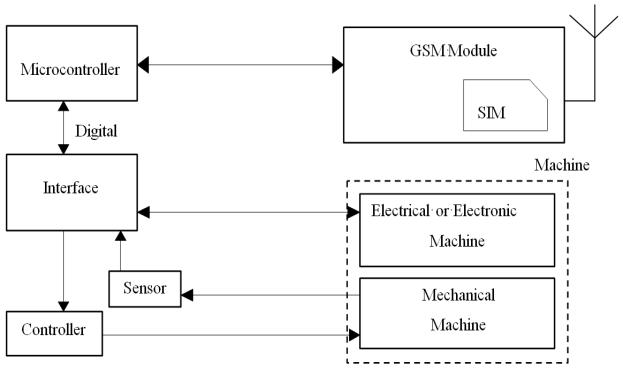 Microcontroller
GSM Module
SIM
Digital
Machine
Interface
Electrical or Electronic
Machine
Sensor
Mechanical
Machine
Controller